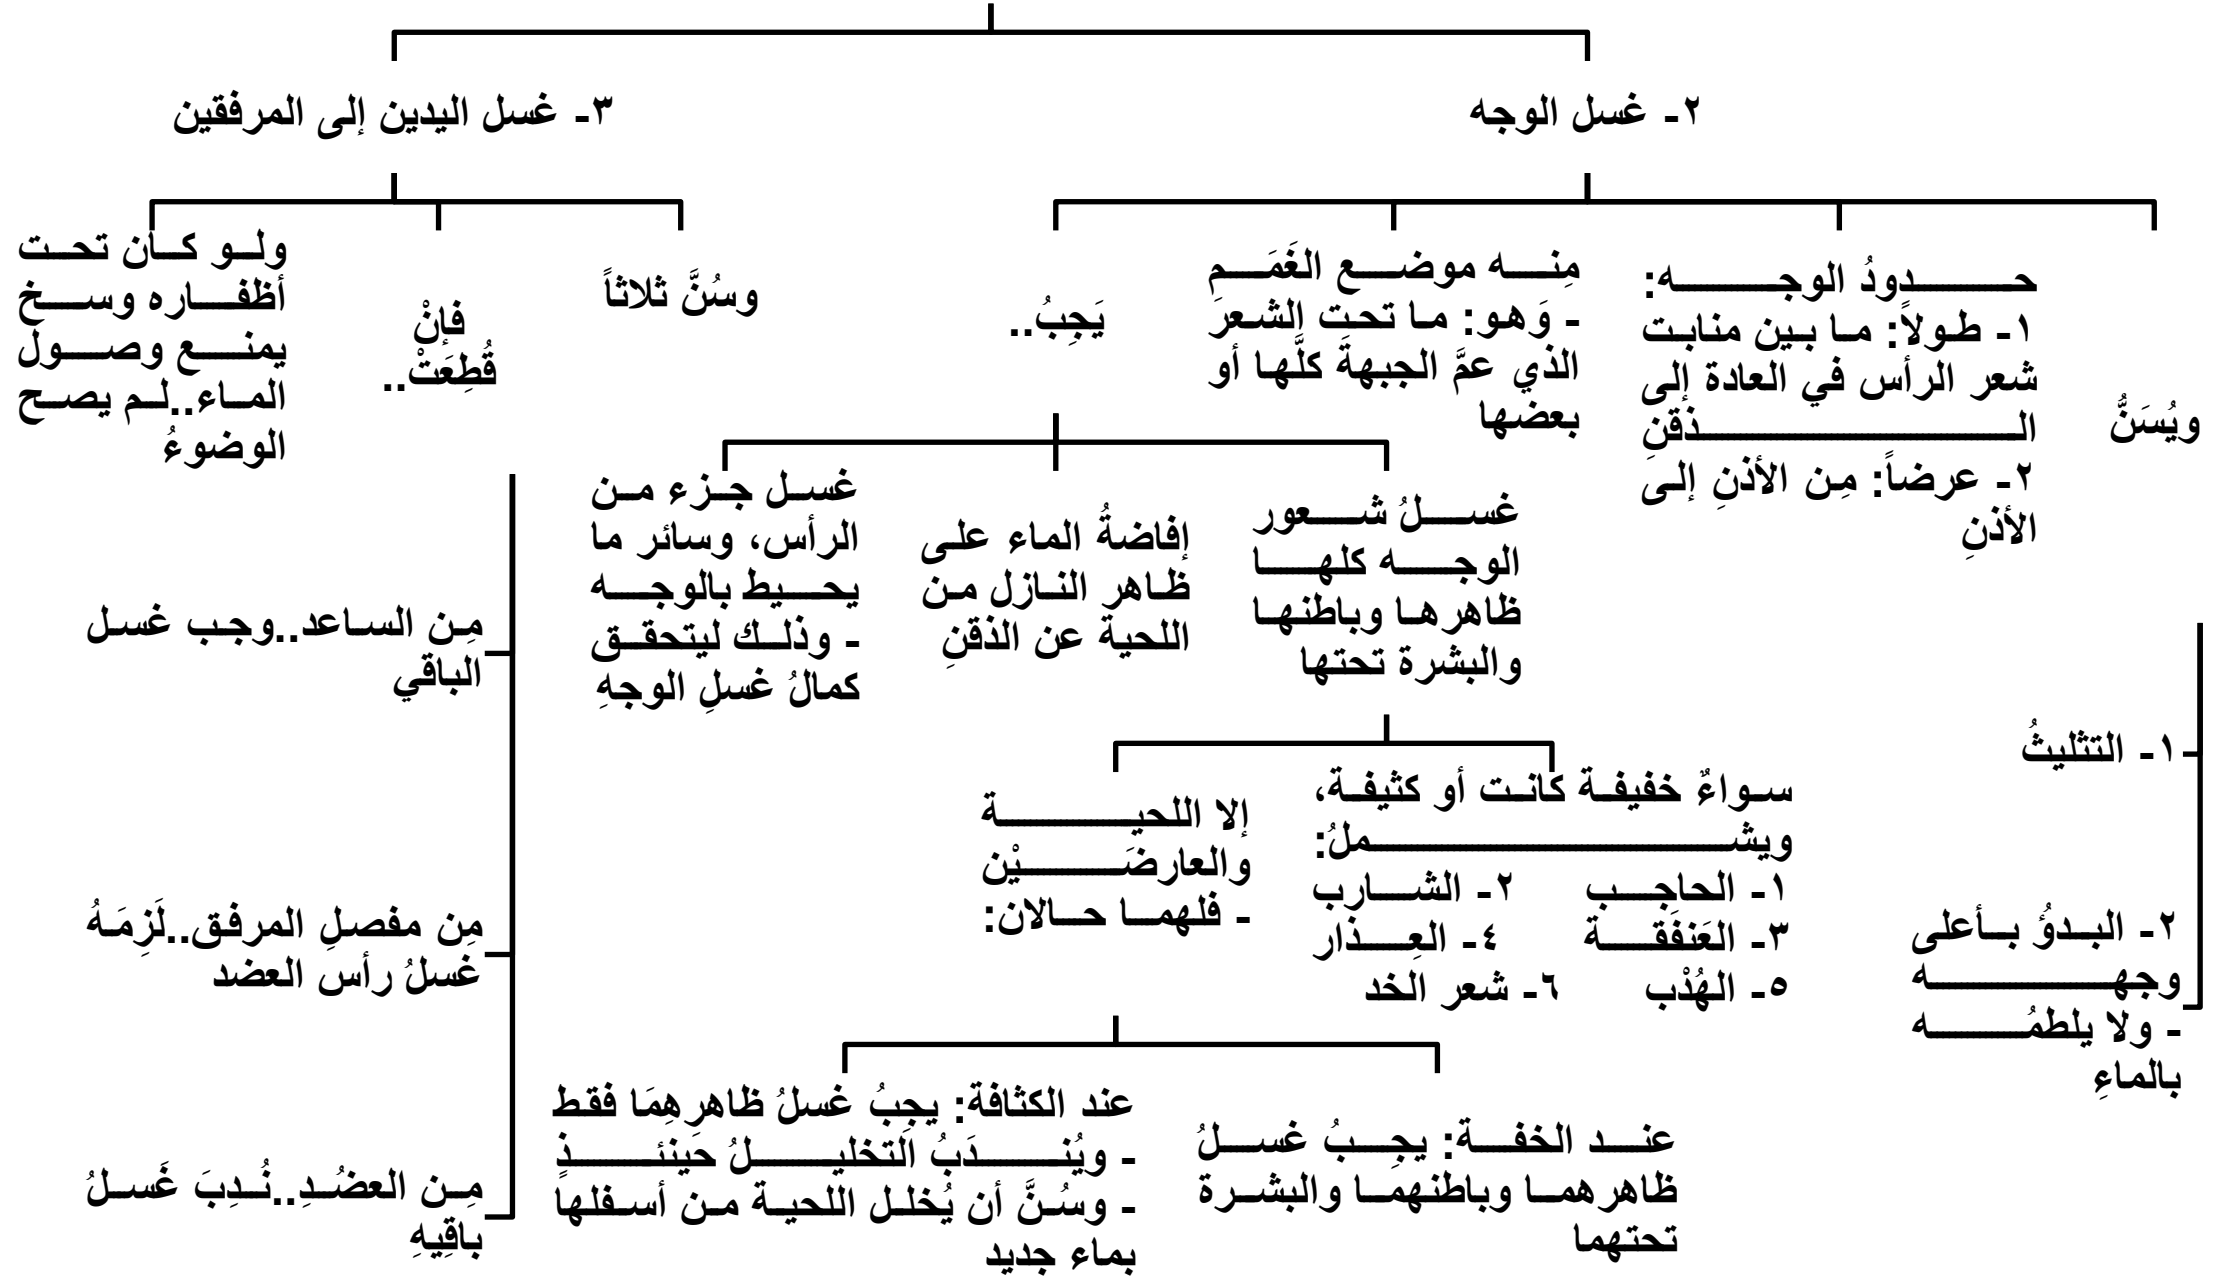 ٢- غسل الوجه
٣- غسل اليدين إلى المرفقين
ويُسَنُّ
حدودُ الوجه:
١- طولاً: ما بين منابت
شعر الرأس في العادة إلى
الذقنِ
٢- عرضاً: مِن الأذنِ إلى
الأذنِ
مِنه موضع الغَمَم
- وَهو: ما تحت الشعرَ
الذي عمَّ الجبهةَ كلَّها أو
بعضها
يَجِبُ..
وسُنَّ ثلاثاً
فإنْ
قُطِعَتْ..
ولو كان تحت
أظفاره وسخ
يمنع وصول
الماء..لم يصح
الوضوءُ
غسلُ شعور
الوجه كلها
ظاهرها وباطنها
والبشرة تحتها
إفاضةُ الماء على
ظاهر النازل من
اللحية عن الذقنِ
غسل جزء من
الرأس، وسائر ما
يحيط بالوجه
- وذلك ليتحقق
كمالُ غسلِ الوجهِ
١- التثليثُ
٢- البدؤُ بأعلى
وجهه
- ولا يلطمُه
بالماءِ
سواءٌ خفيفة كانت أو كثيفة،
ويشملُ:
١- الحاجب ٢- الشارب
٣- العَنفَقة ٤- العِذار
٥- الهُدْب ٦- شعر الخد
إلا اللحية
والعارضَيْن
- فلهما حالان:
عند الخفة: يجِبُ غسلُ
ظاهرهما وباطنهمَا والبشرة
تحتهما
عند الكثافة: يجِبُ غسلُ ظاهرهِمَا فقط
- ويُندَبُ التخليلُ حَينئذٍ
- وسُنَّ أن يُخلل اللحية من أسفلها
بماء جديد
مِن الساعد..وجب غسل
الباقي
مِن مفصلِ المرفق..لَزِمَهُ
غسلُ رأس العضد
مِن العضُدِ..نُدِبَ غَسلُ
باقِيهِ